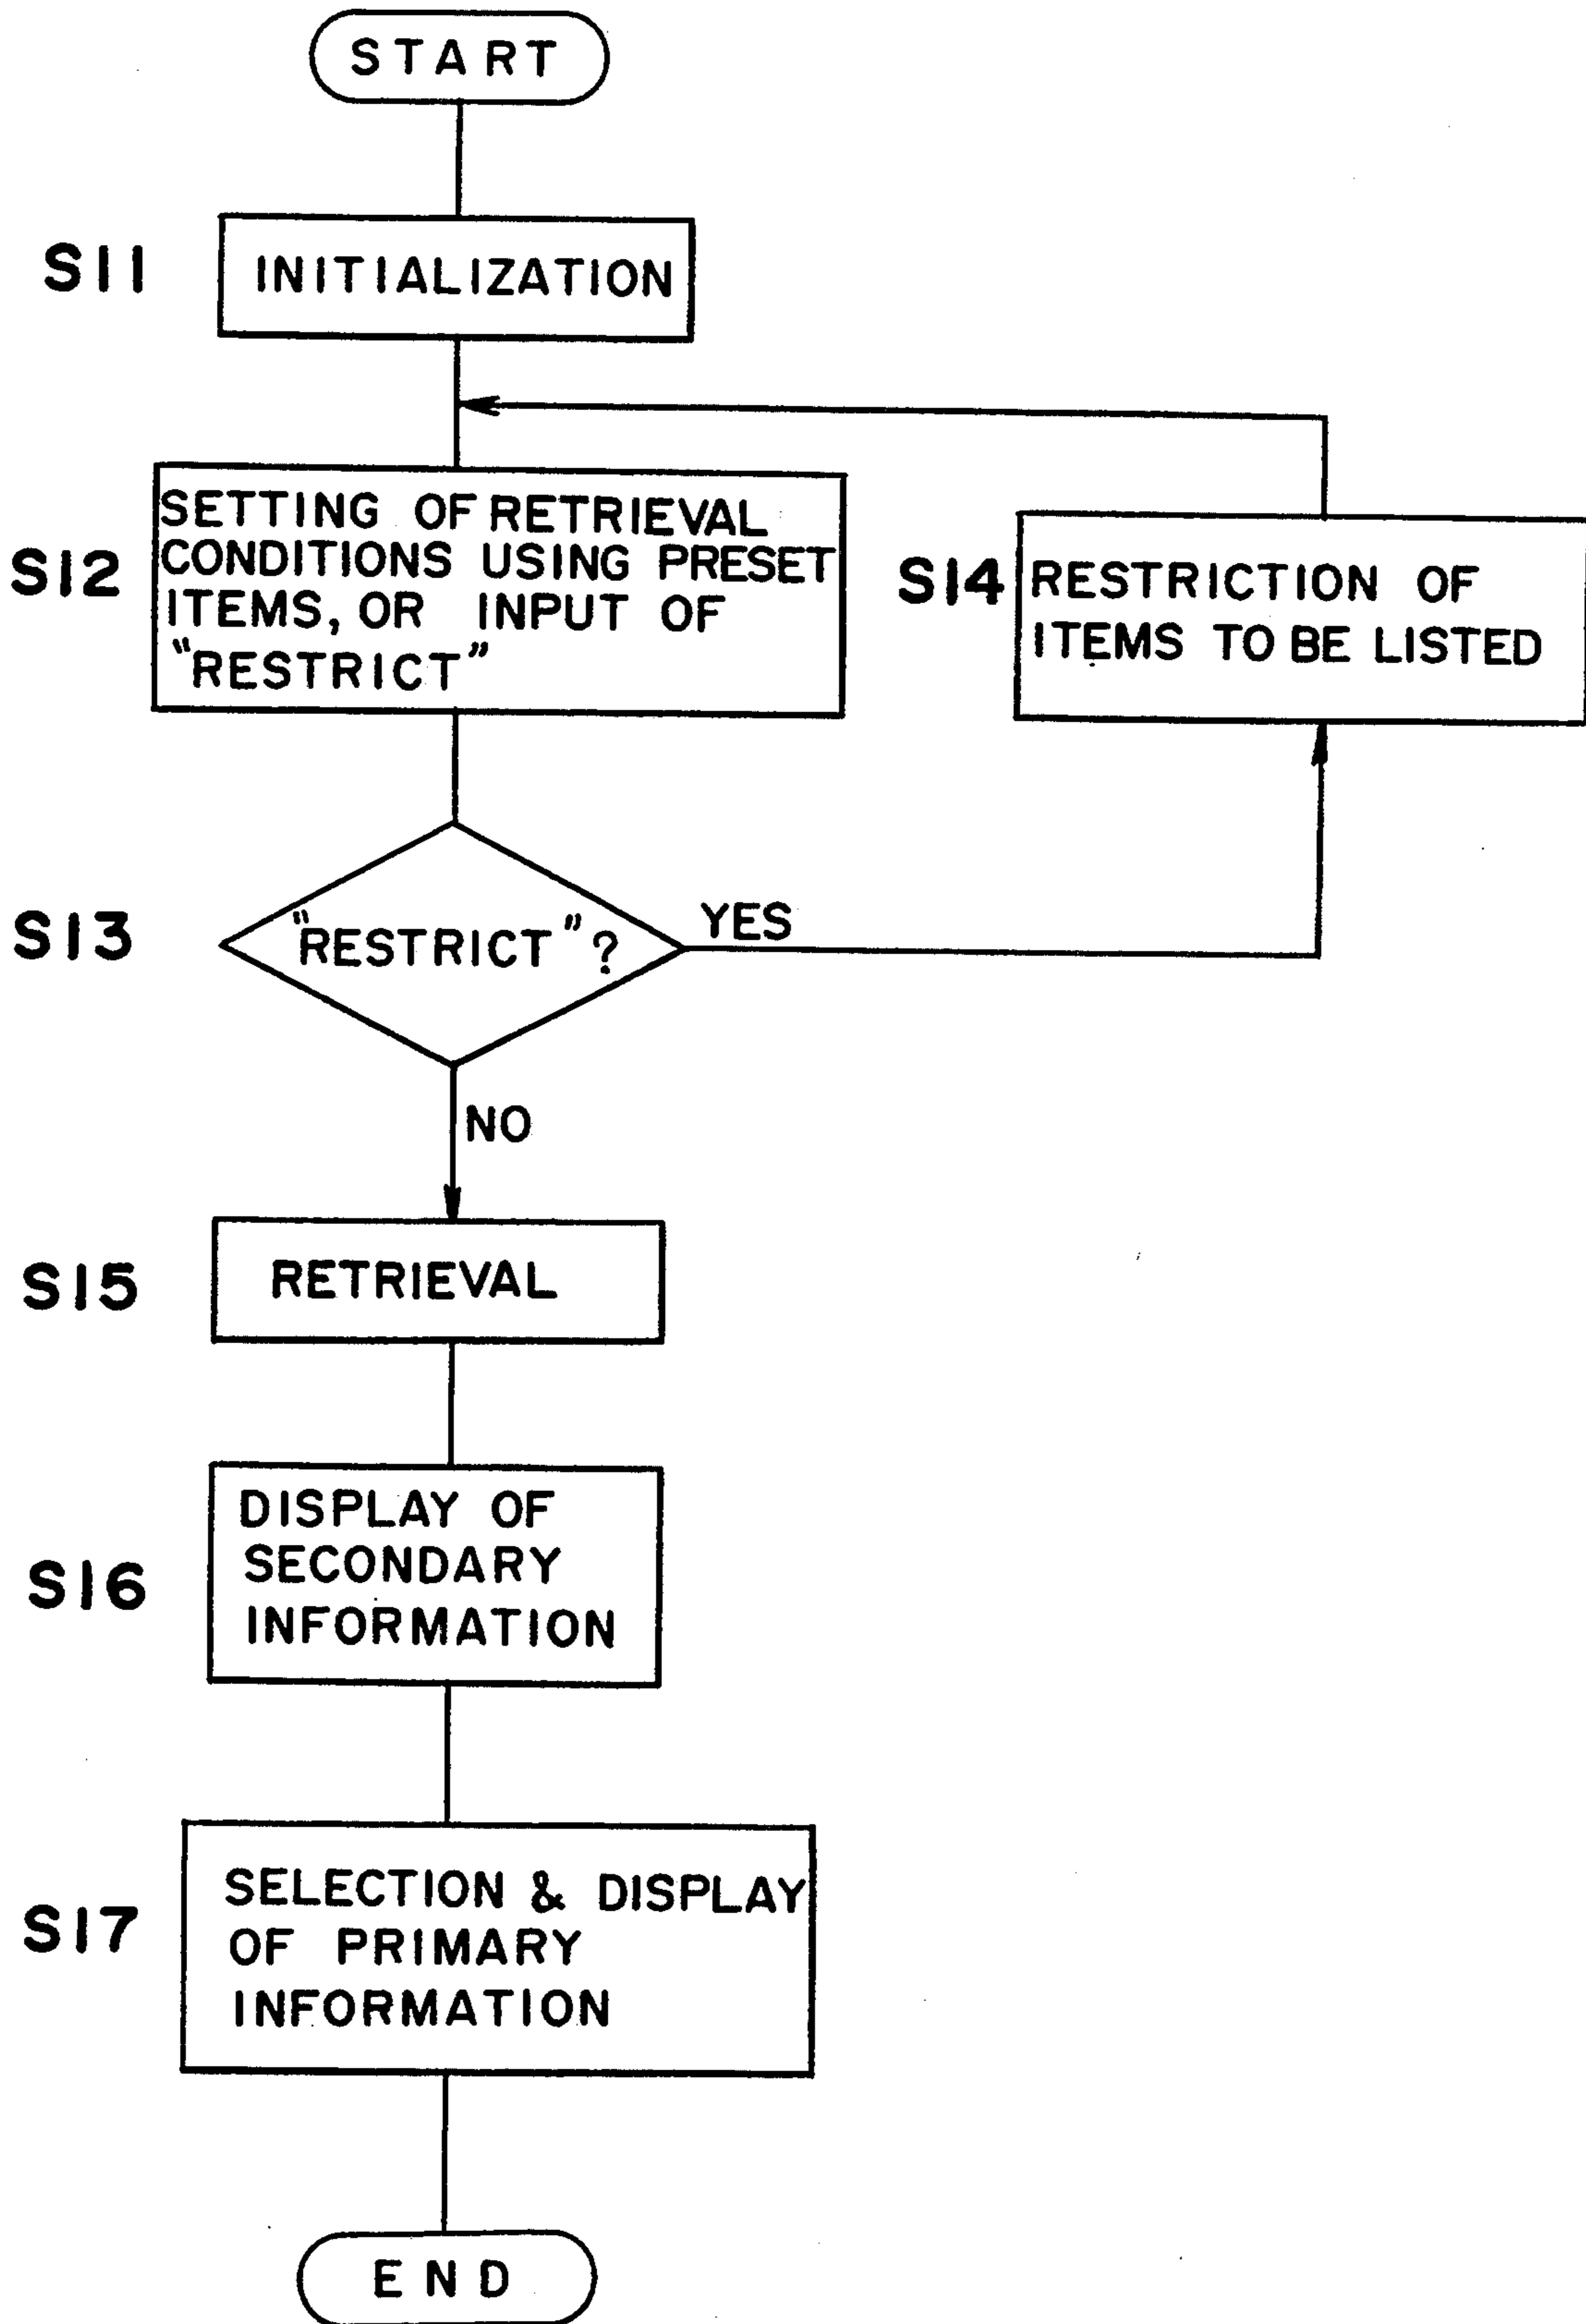 START
S11
INITIALIZATION
S12
SETTING OF RETRIEVAL
CONDITIONS USING PRESET
ITEMS, OR INPUT OF
"RESTRICT"
S14
RESTRICTION OF
ITEMS TO BE LISTED
S13
"RESTRICT"?
YES
NO
S15
RETRIEVAL
S16
DISPLAY OF
SECONDARY
INFORMATION
S17
SELECTION & DISPLAY
OF PRIMARY
INFORMATION
END